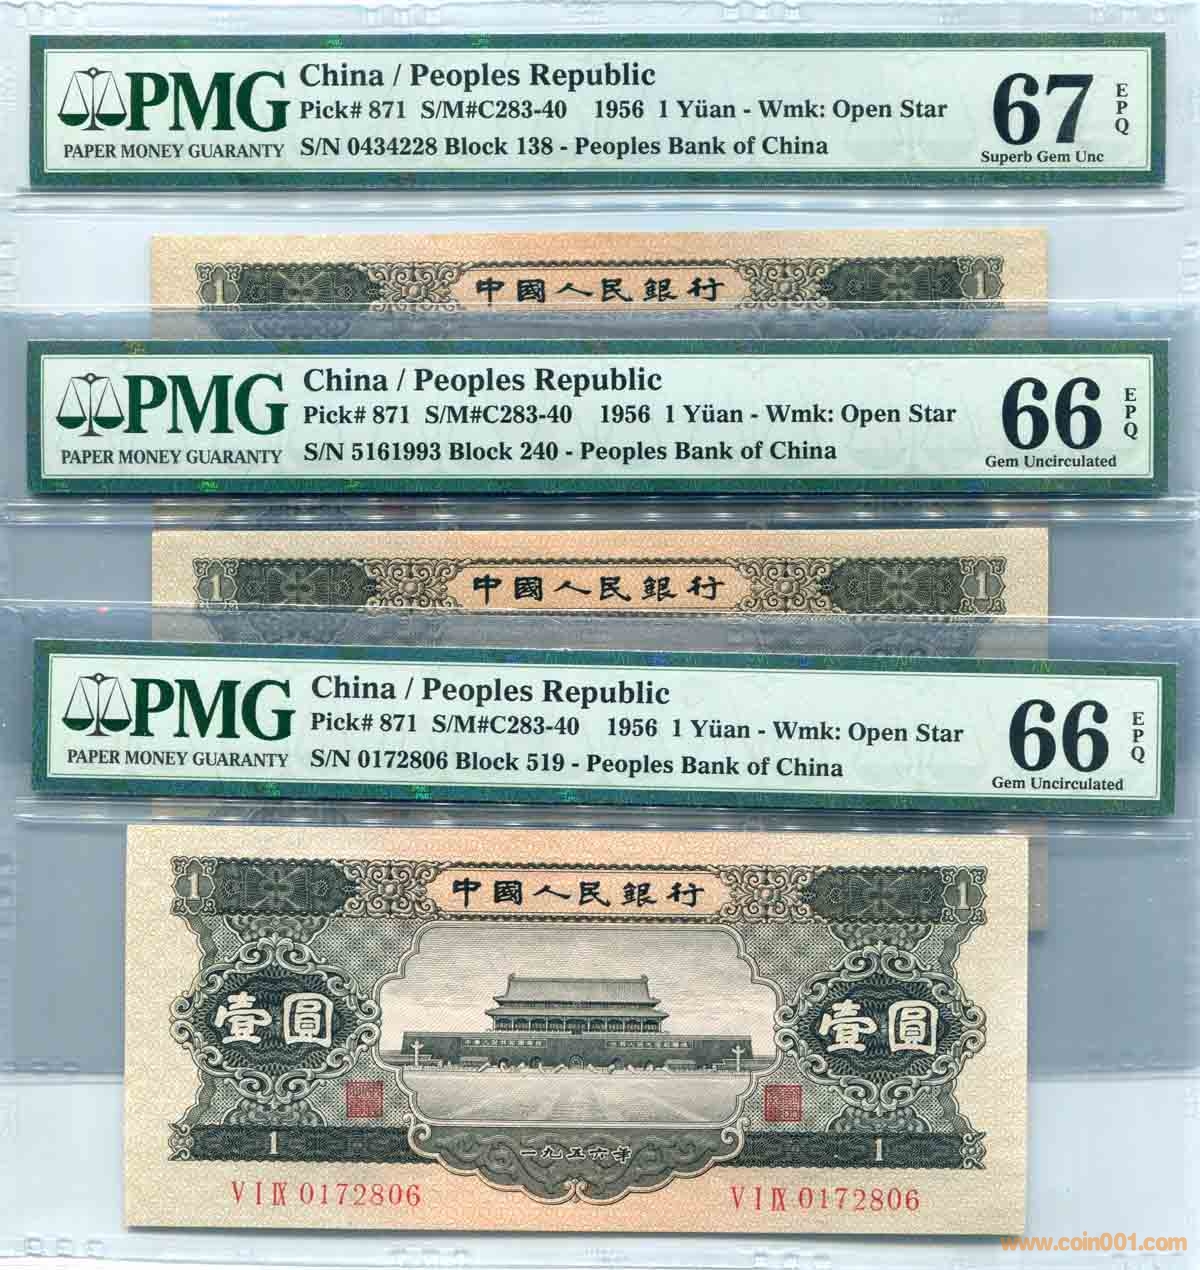 PMG
PAPER MONEY GUARANTY
China / Peoples Republic
Pick# 871 S/M#C283-40 1956 1 Yüan - Wmk: Open Star
S/N 0434228 Block 138 - Peoples Bank of China
67
EPQ
Superb Gem Unc
1 中國人民銀行 1
PMG
PAPER MONEY GUARANTY
China / Peoples Republic
Pick# 871 S/M#C283-40 1956 1 Yüan - Wmk: Open Star
S/N 5161993 Block 240 - Peoples Bank of China
66
EPQ
Gem Uncirculated
1 中國人民銀行 1
PMG
PAPER MONEY GUARANTY
China / Peoples Republic
Pick# 871 S/M#C283-40 1956 1 Yüan - Wmk: Open Star
S/N 0172806 Block 519 - Peoples Bank of China
66
EPQ
Gem Uncirculated
1 中國人民銀行 1
壹圓 壹圓
1 一九五六年 1
V I IX 0172806 V I IX 0172806
www.coin001.com